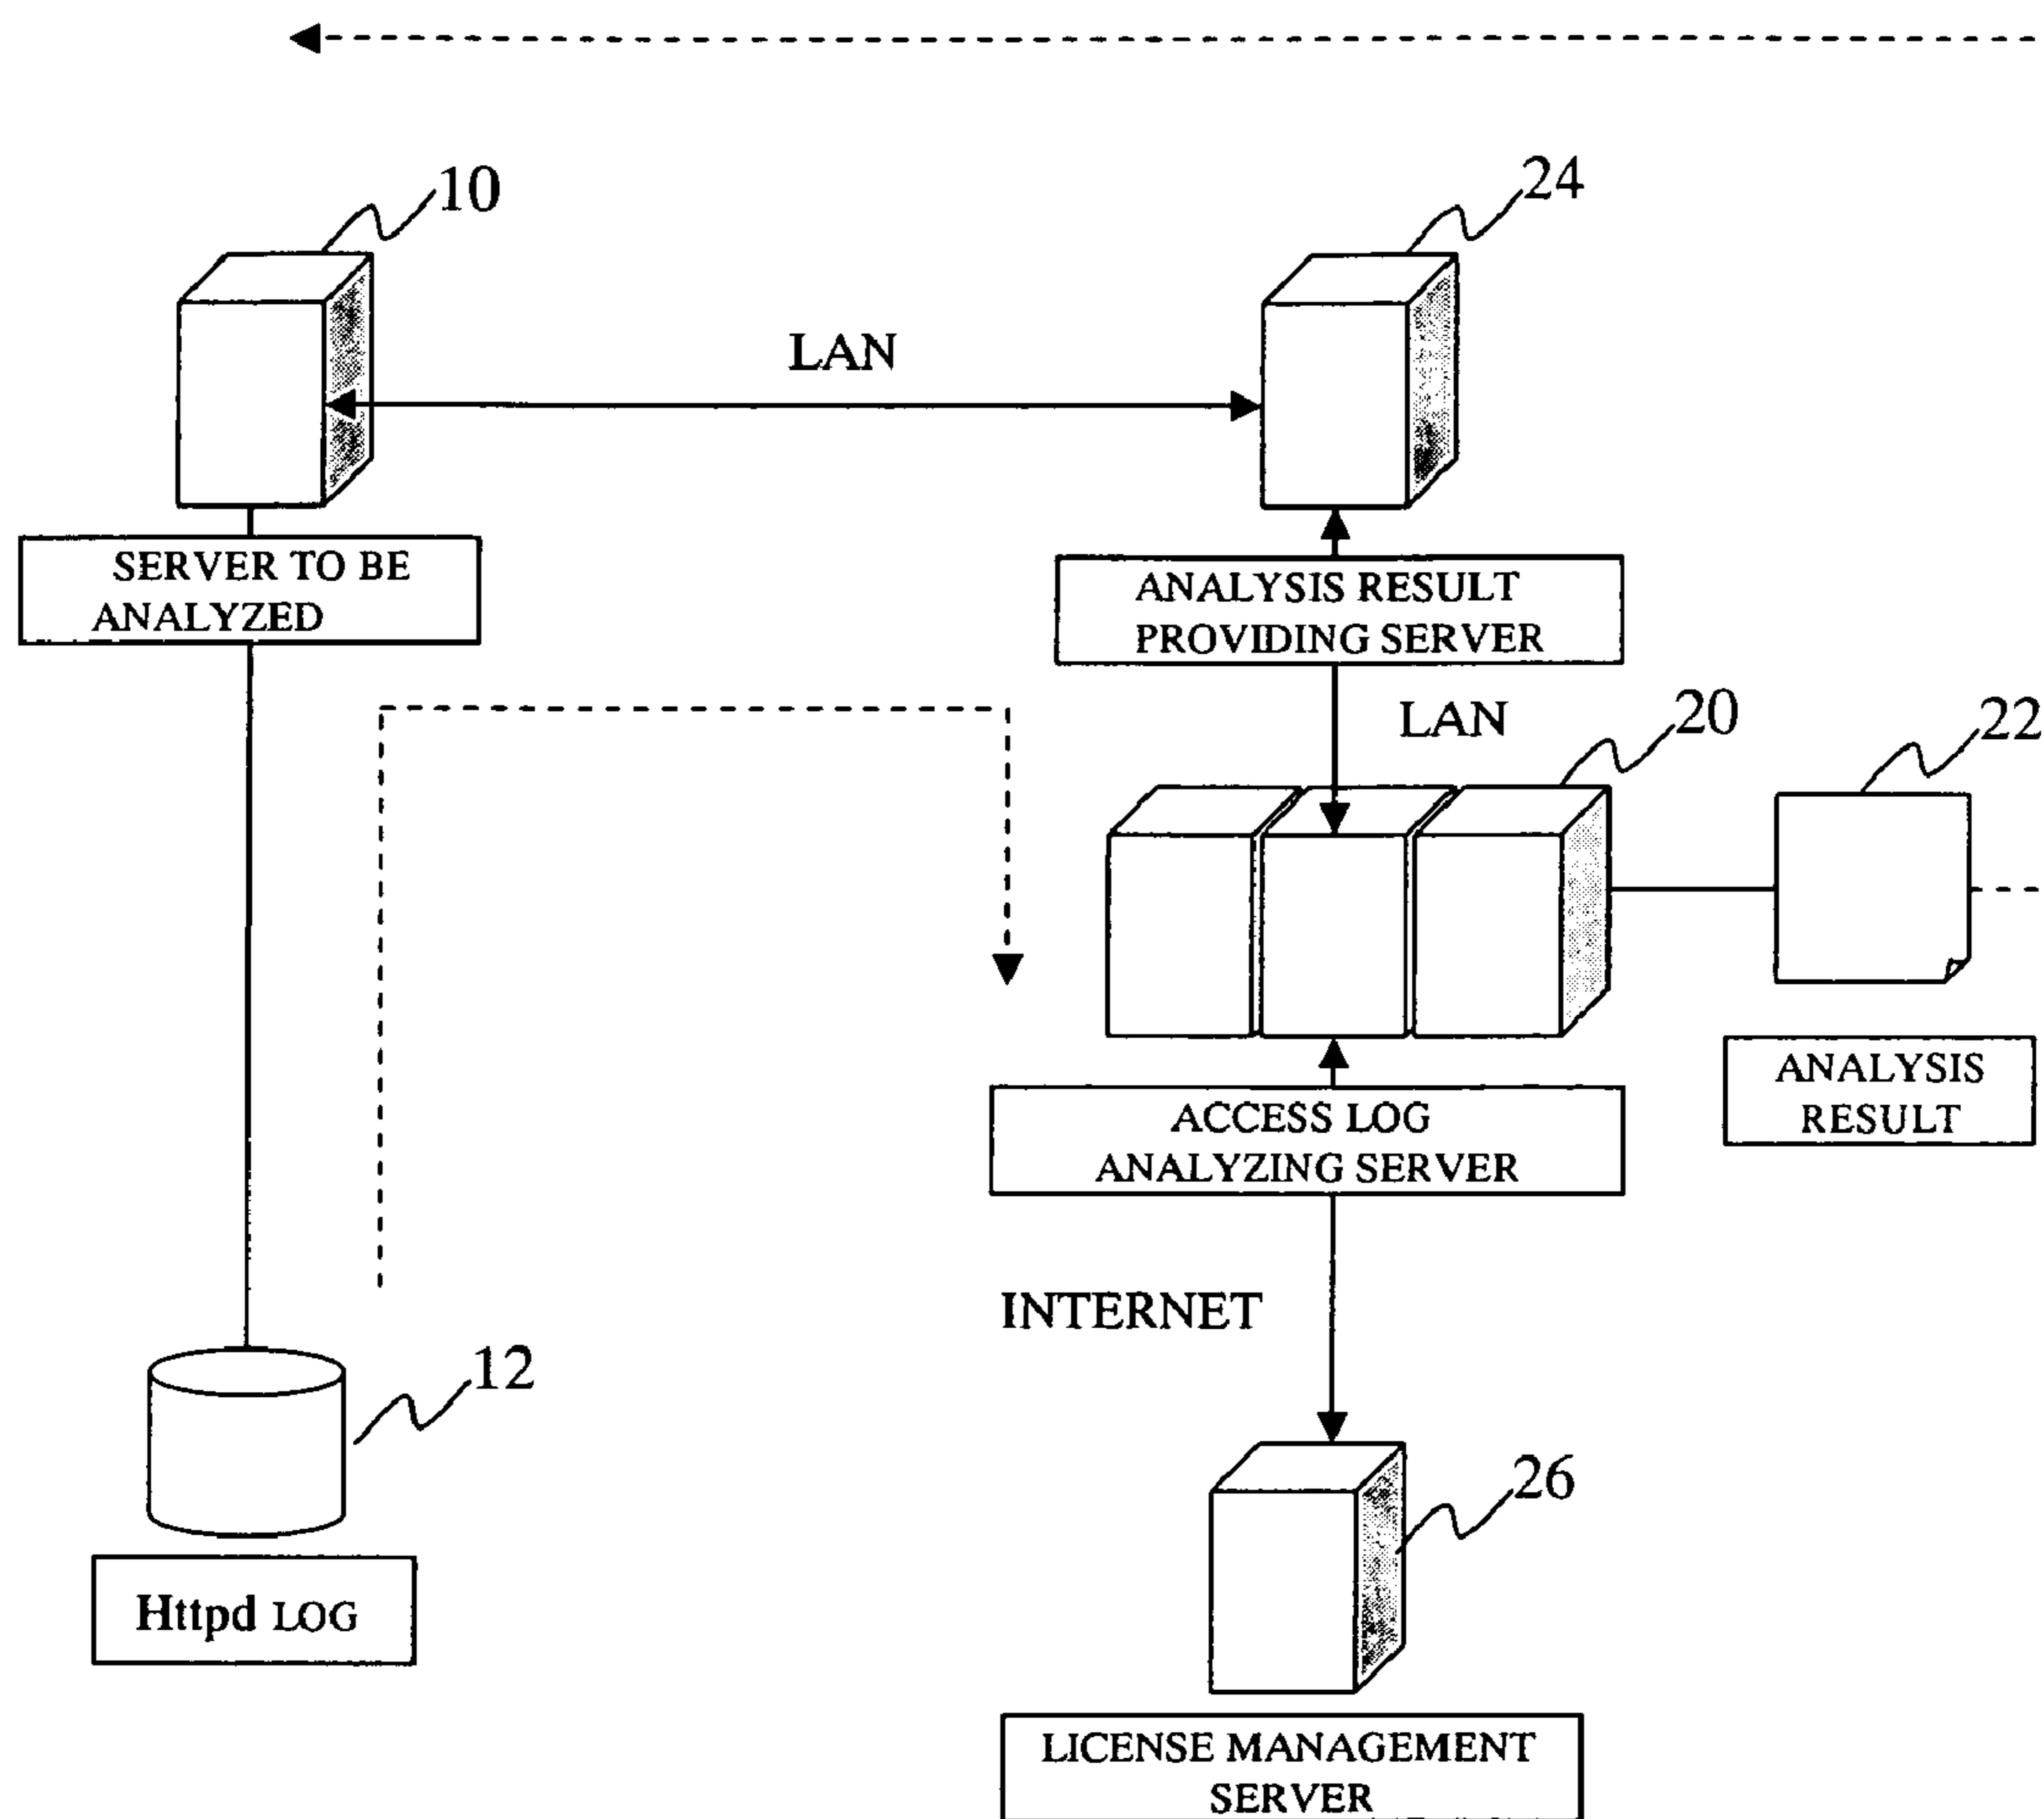 10
24
LAN
SERVER TO BE
ANALYZED
ANALYSIS RESULT
PROVIDING SERVER
LAN
20
22
ANALYSIS
RESULT
ACCESS LOG
ANALYZING SERVER
INTERNET
12
26
Httpd LOG
LICENSE MANAGEMENT
SERVER